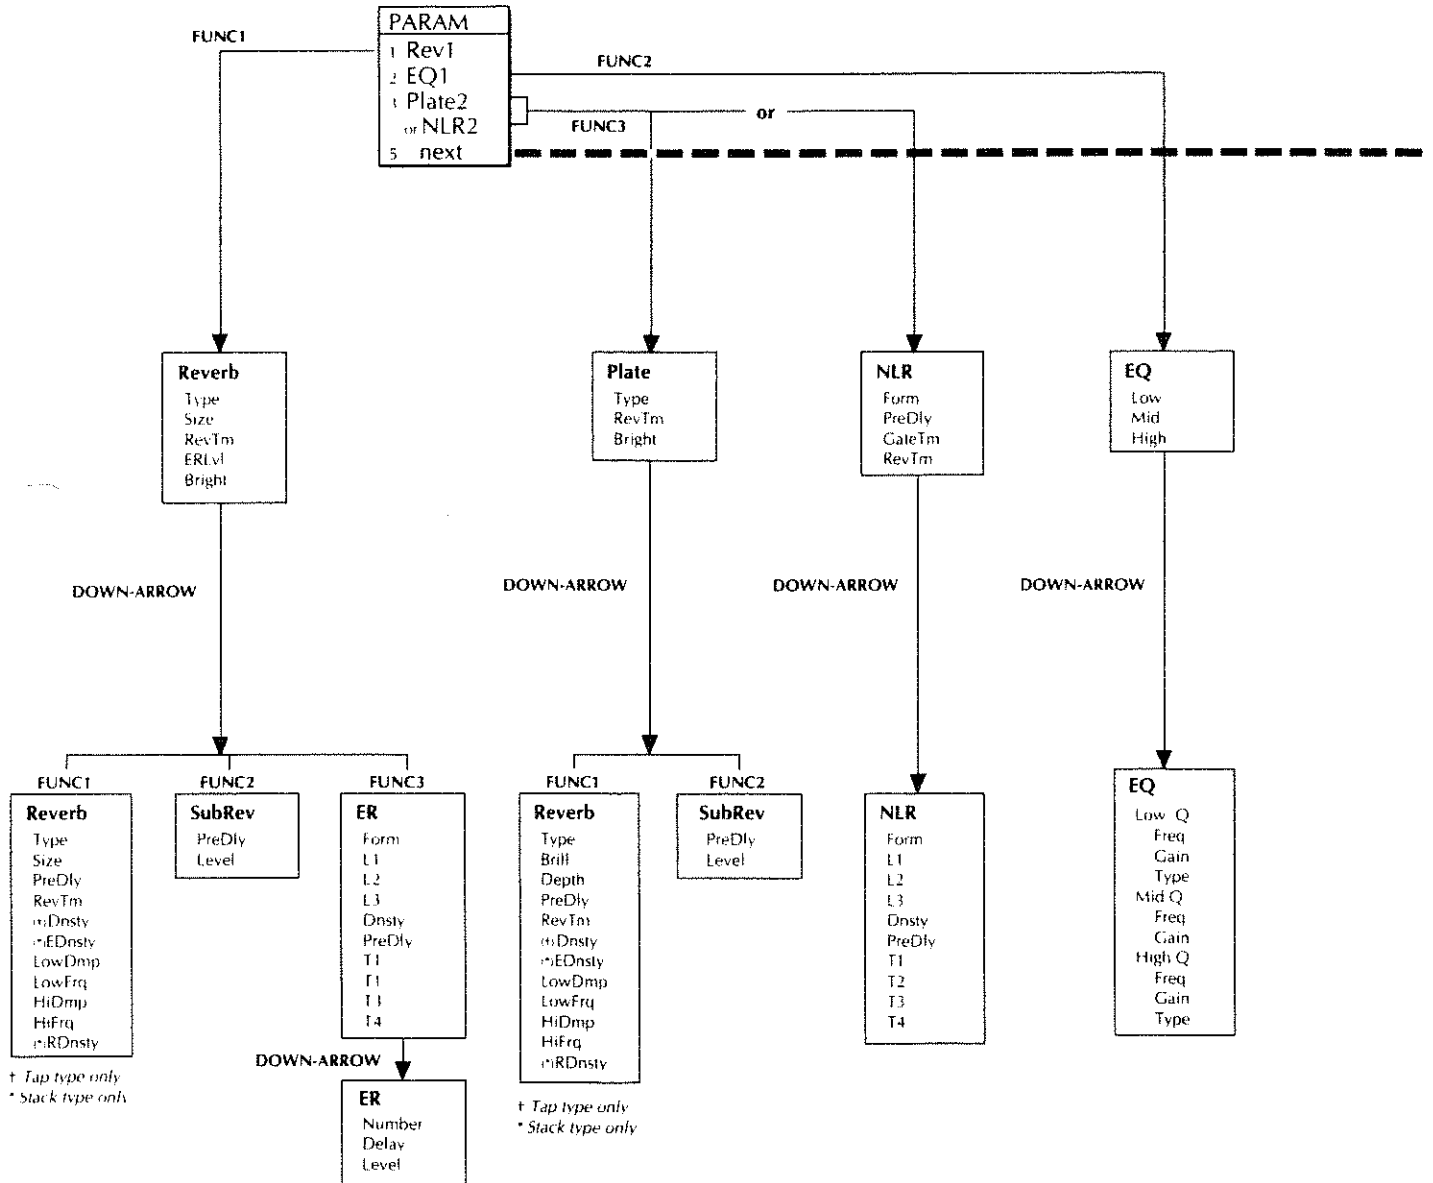 PARAM
1 Rev1
2 EQ1
3 Plate2
or NLR2
5 next
FUNC1
FUNC2
FUNC3
or
Reverb
Type
Size
RevTm
ERLvl
Bright
Plate
Type
RevTm
Bright
NLR
Form
PreDly
GateTm
RevTm
EQ
Low
Mid
High
DOWN-ARROW
DOWN-ARROW
DOWN-ARROW
DOWN-ARROW
FUNC1
FUNC2
FUNC3
FUNC1
FUNC2
Reverb
Type
Size
PreDly
RevTm
(†)Dnsty
(*)EDnsty
LowDmp
LowFrq
HiDmp
HiFrq
(*)RDnsty
† Tap type only
* Stack type only
SubRev
PreDly
Level
ER
Form
L1
L2
L3
Dnsty
PreDly
T1
T1
T3
T4
DOWN-ARROW
ER
Number
Delay
Level
Reverb
Type
Brill
Depth
PreDly
RevTm
(†)Dnsty
(*)EDnsty
LowDmp
LowFrq
HiDmp
HiFrq
(*)RDnsty
† Tap type only
* Stack type only
SubRev
PreDly
Level
NLR
Form
L1
L2
L3
Dnsty
PreDly
T1
T2
T3
T4
EQ
Low Q
Freq
Gain
Type
Mid Q
Freq
Gain
High Q
Freq
Gain
Type